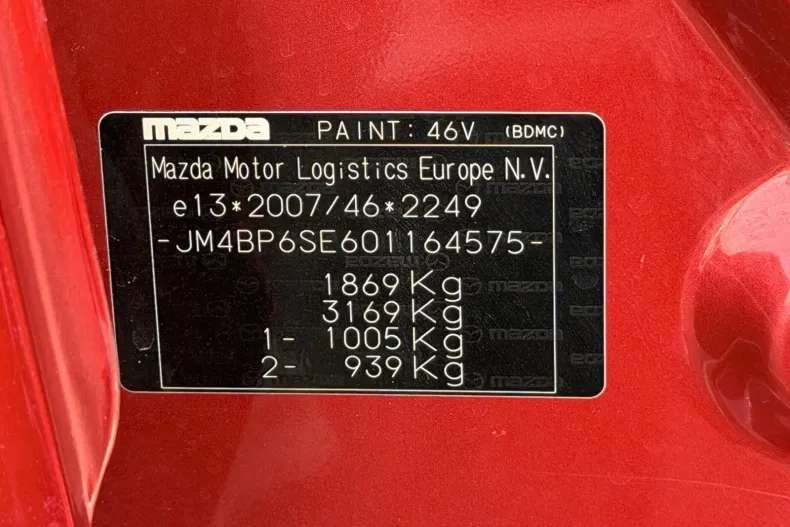 mazda PAINT: 46V (BDMC)
Mazda Motor Logistics Europe N.V.
e13*2007/46*2249
-JM4BP6SE601164575-
1869 Kg
3169 Kg
1- 1005 Kg
2- 939 Kg